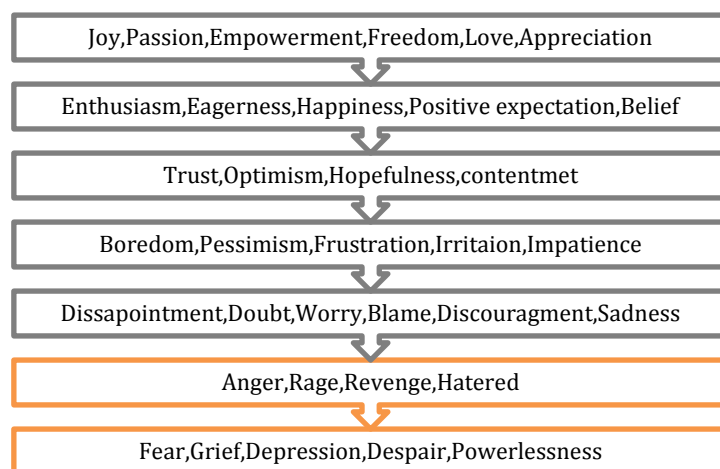 Joy,Passion,Empowerment,Freedom,Love,Appreciation
Enthusiasm,Eagerness,Happiness,Positive expectation,Belief
Trust,Optimism,Hopefulness,contentmet
Boredom,Pessimism,Frustration,Irritaion,Impatience
Dissapointment,Doubt,Worry,Blame,Discouragment,Sadness
Anger,Rage,Revenge,Hatered
Fear,Grief,Depression,Despair,Powerlessness